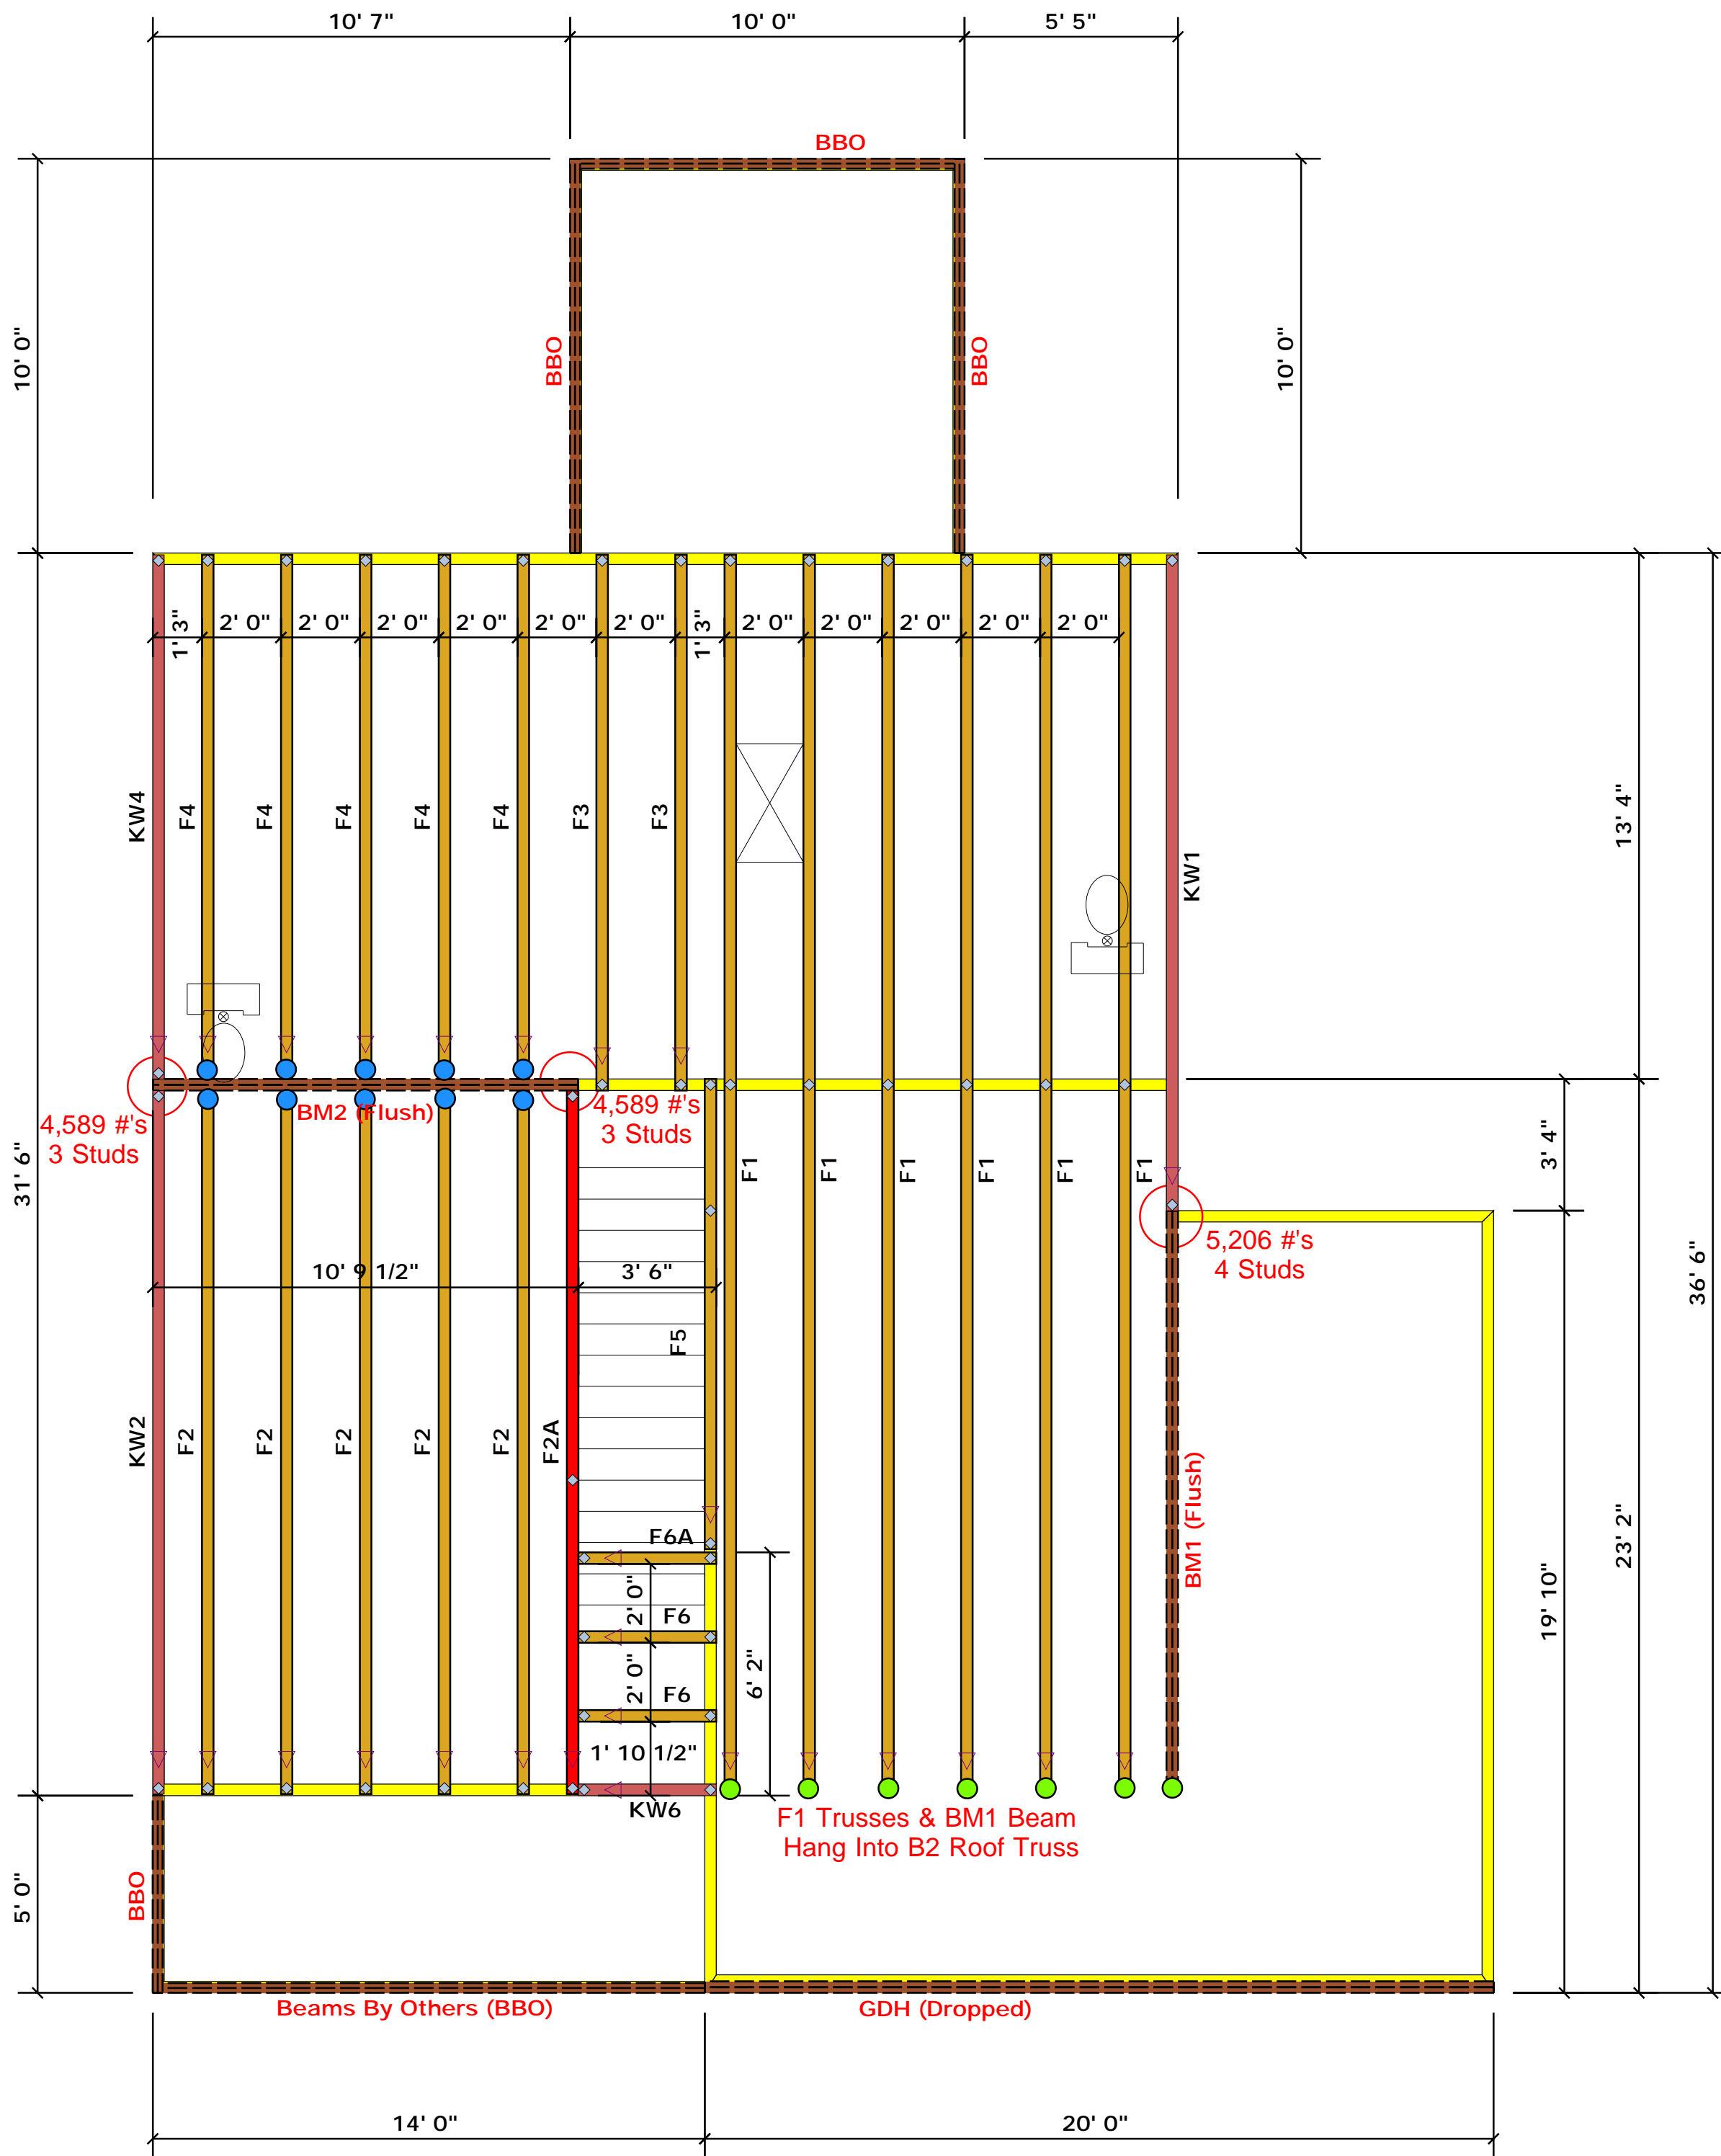 10' 7"
10' 0"
5' 5"
BBO
10' 0"
BBO
BBO
10' 0"
1' 3"
2' 0"
2' 0"
2' 0"
2' 0"
2' 0"
2' 0"
1' 3"
2' 0"
2' 0"
2' 0"
2' 0"
2' 0"
KW4
F4
F4
F4
F4
F4
F3
F3
KW1
13' 4"
BM2 (Flush)
4,589 #'s
3 Studs
4,589 #'s
3 Studs
31' 6"
F1
F1
F1
F1
F1
F1
3' 4"
5,206 #'s
4 Studs
36' 6"
10' 9 1/2"
3' 6"
F5
KW2
F2
F2
F2
F2
F2
F2A
BM1 (Flush)
23' 2"
19' 10"
F6A
2' 0"
F6
2' 0"
6' 2"
F6
1' 10 1/2"
KW6
F1 Trusses & BM1 Beam
Hang Into B2 Roof Truss
5' 0"
BBO
Beams By Others (BBO)
GDH (Dropped)
14' 0"
20' 0"